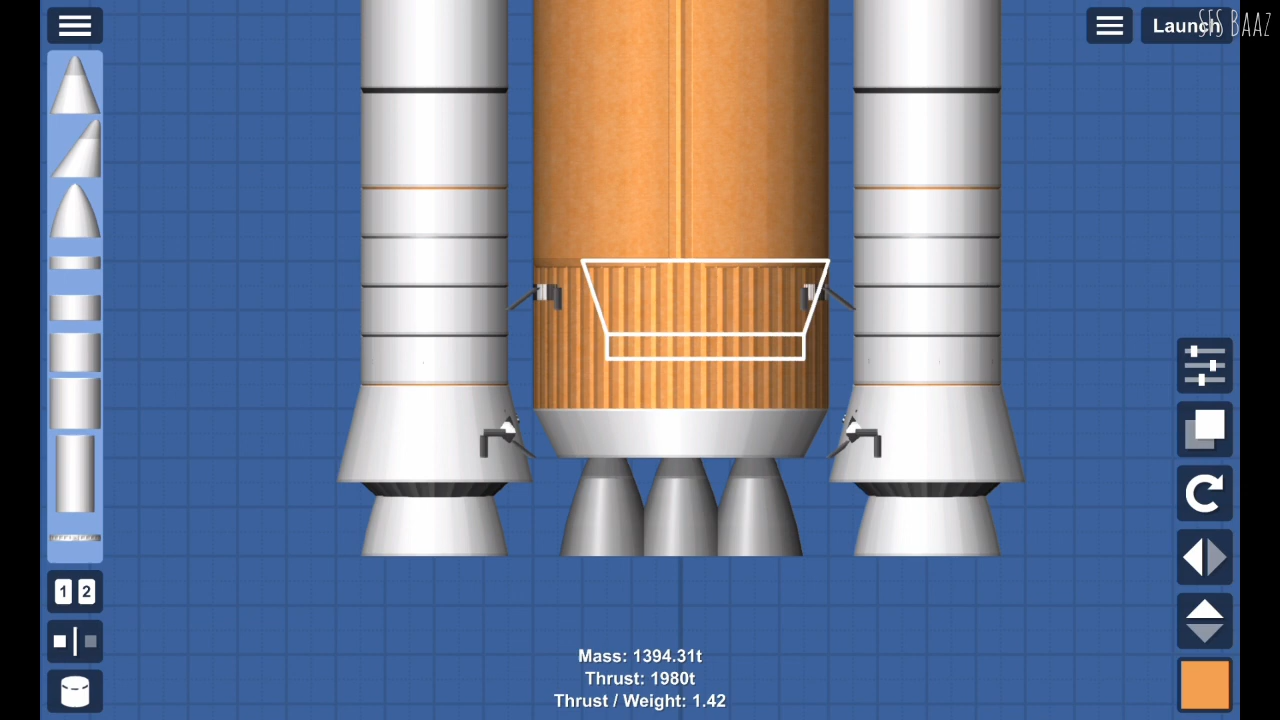 Launch
SFS BAAZ
1 2
Mass: 1394.31t
Thrust: 1980t
Thrust / Weight: 1.42